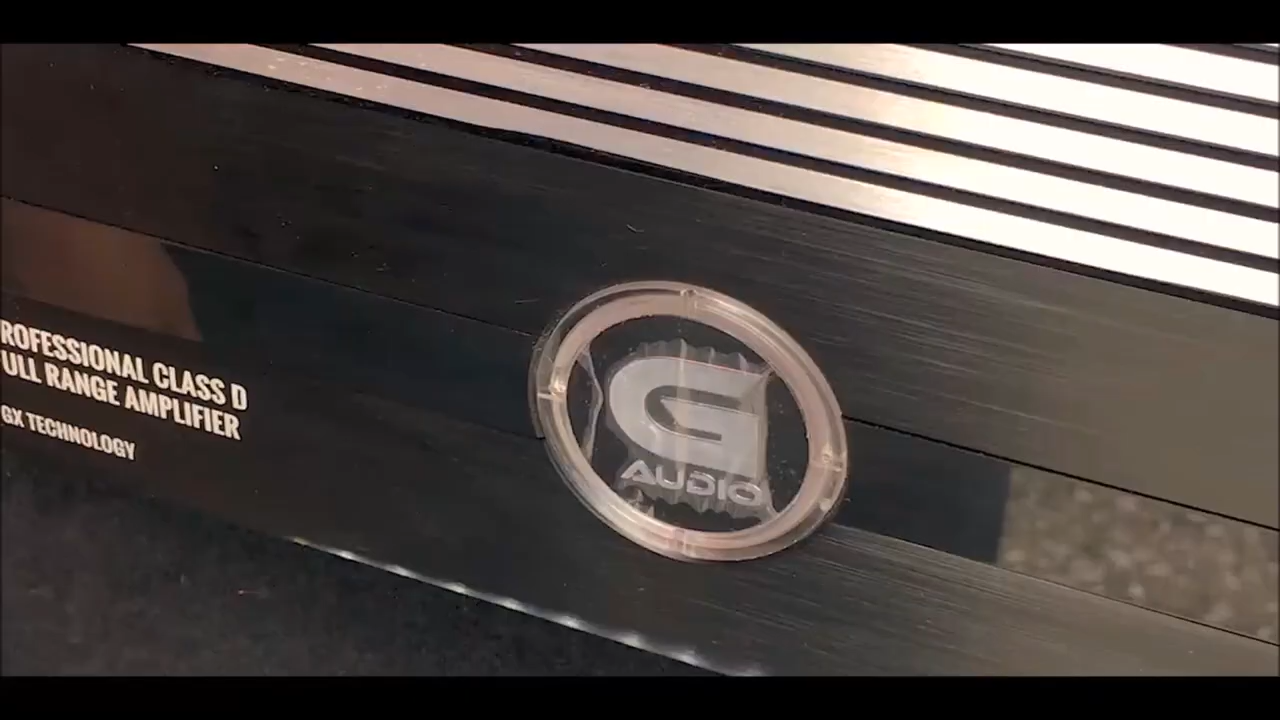 ROFESSIONAL CLASS D
ULL RANGE AMPLIFIER
GX TECHNOLOGY
G
AUDIO